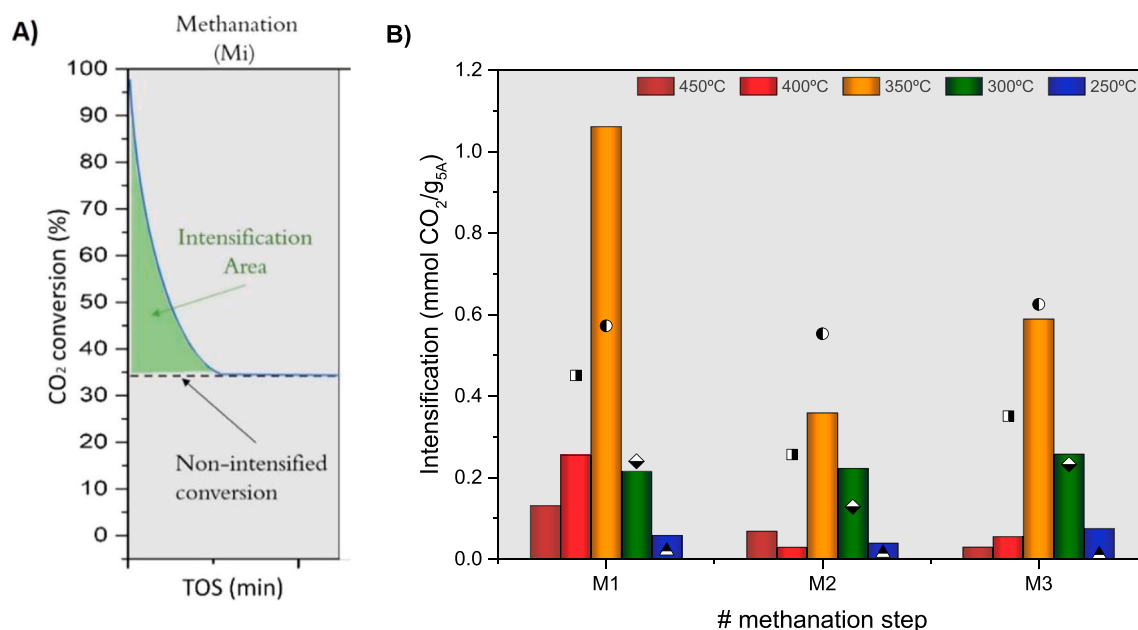 A)
Methanation
(Mi)
100
90
80
70
60
50
40
30
20
10
0
CO₂ conversion (%)
Intensification
Area
Non-intensified
conversion
TOS (min)
B)
1.2
1.0
0.8
0.6
0.4
0.2
0.0
Intensification (mmol CO₂/g₅A)
450ºC 400ºC 350ºC 300ºC 250ºC
M1 M2 M3
# methanation step